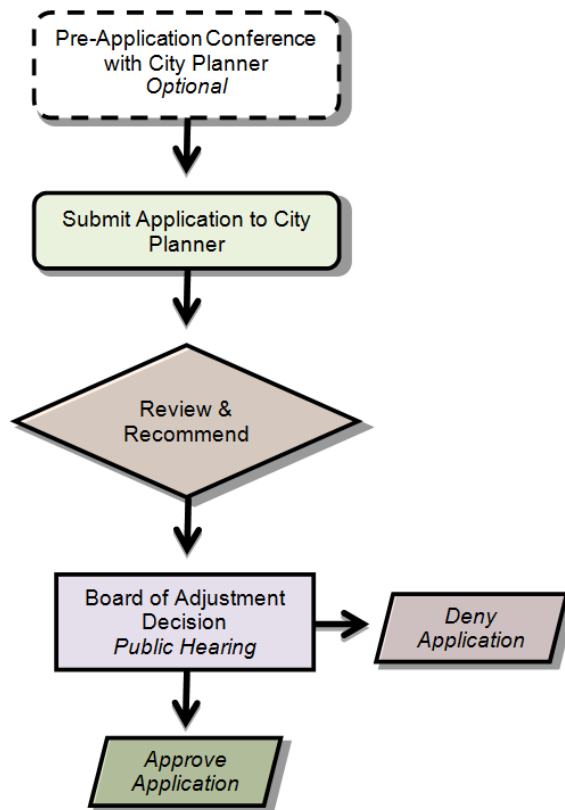 Pre-Application Conference
with City Planner
Optional
Submit Application to City
Planner
Review &
Recommend
Board of Adjustment
Decision
Public Hearing
Deny
Application
Approve
Application